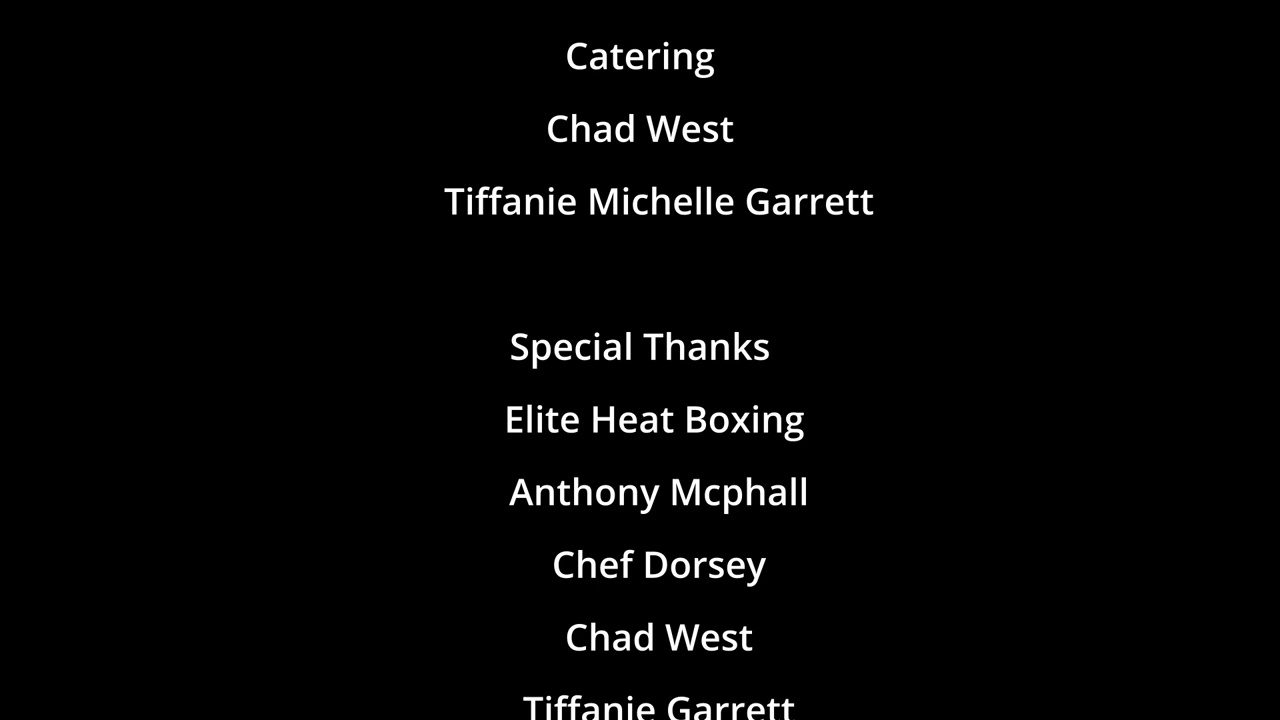 Catering
Chad West
Tiffanie Michelle Garrett
Special Thanks
Elite Heat Boxing
Anthony Mcphall
Chef Dorsey
Chad West
Tiffanie Garrett